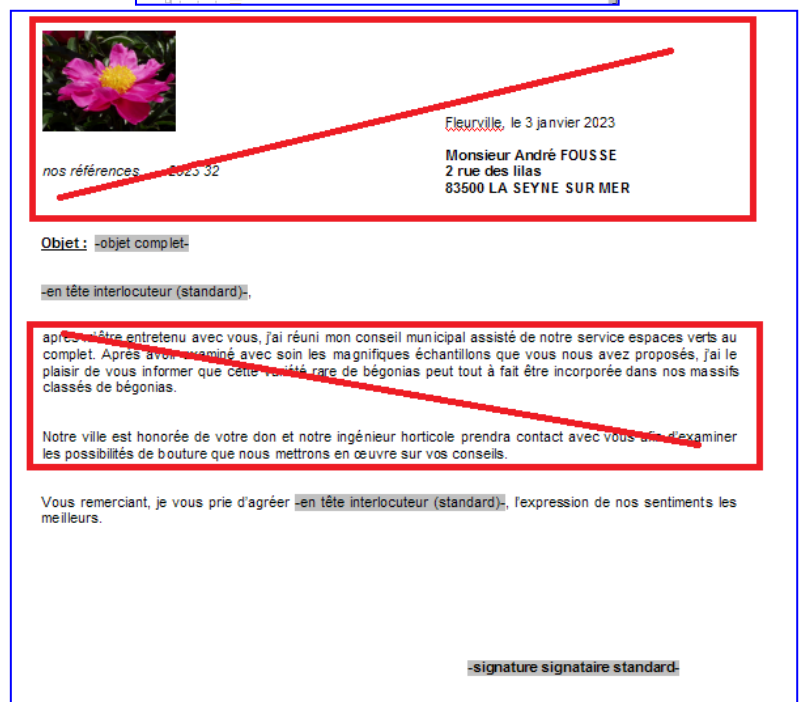 Fleurville, le 3 janvier 2023
Monsieur André FOUSSE
nos références 2023 32
2 rue des lilas
83500 LA SEYNE SUR MER
Objet : -objet complet-
-en tête interlocuteur (standard)-,
après m'être entretenu avec vous, j'ai réuni mon conseil municipal assisté de notre service espaces verts au
complet. Après avoir examiné avec soin les magnifiques échantillons que vous nous avez proposés, j'ai le
plaisir de vous informer que cette variété rare de bégonias peut tout à fait être incorporée dans nos massifs
classés de bégonias.
Notre ville est honorée de votre don et notre ingénieur horticole prendra contact avec vous afin d'examiner
les possibilités de bouture que nous mettrons en œuvre sur vos conseils.
Vous remerciant, je vous prie d'agréer -en tête interlocuteur (standard)-, l'expression de nos sentiments les
meilleurs.
-signature signataire standard-